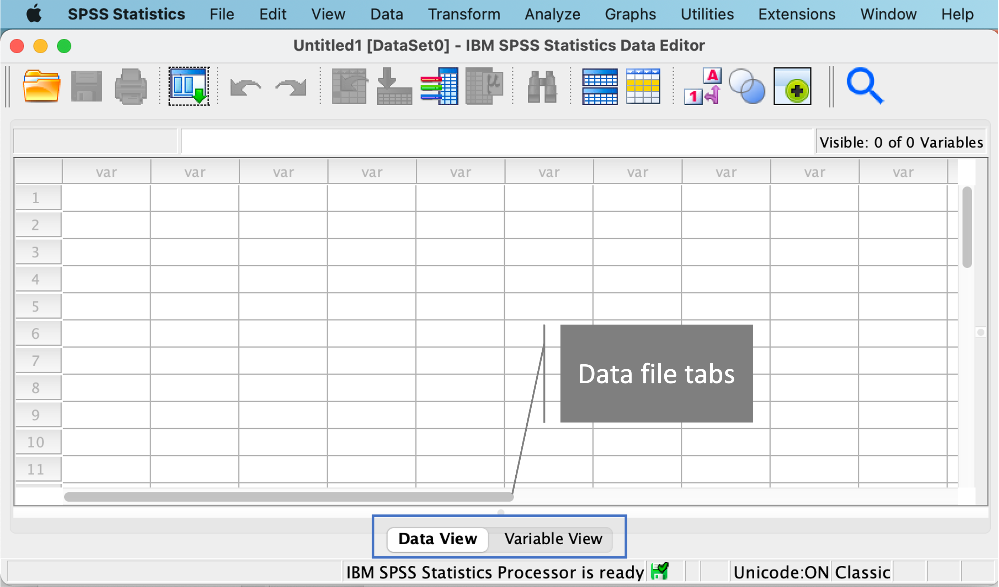 SPSS Statistics File Edit View Data Transform Analyze Graphs Utilities Extensions Window Help
Untitled1 [DataSet0] - IBM SPSS Statistics Data Editor
A
1
μ
Visible: 0 of 0 Variables
var var var var var var var var var var
1
2
3
4
5
6
7
8
9
10
11
Data file tabs
Data View Variable View
IBM SPSS Statistics Processor is ready Unicode:ON Classic